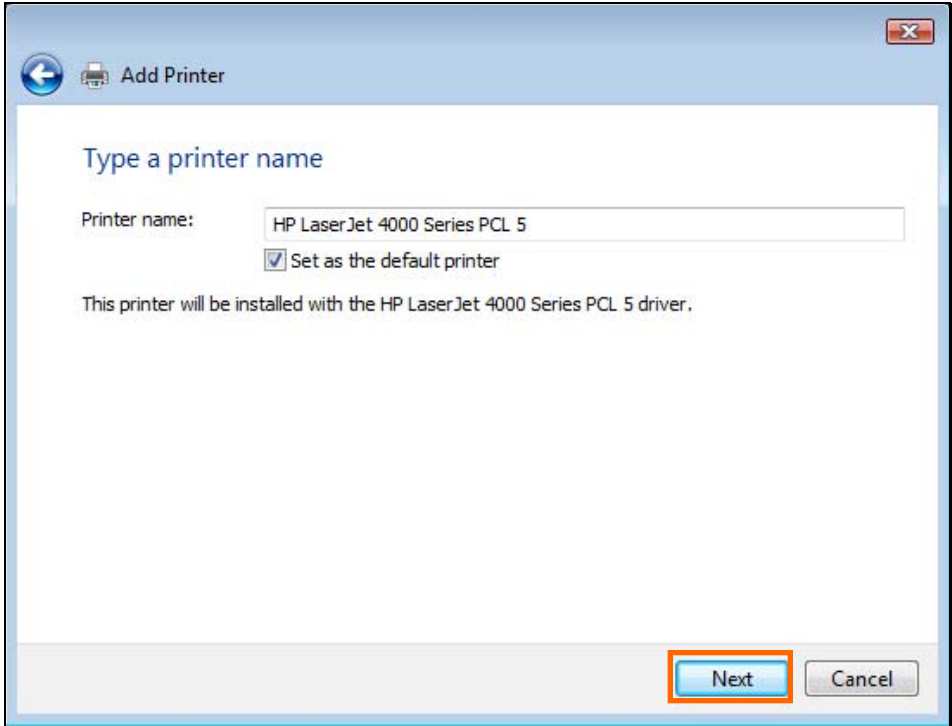 Add Printer
Type a printer name
Printer name: HP LaserJet 4000 Series PCL 5
Set as the default printer
This printer will be installed with the HP LaserJet 4000 Series PCL 5 driver.
Next Cancel